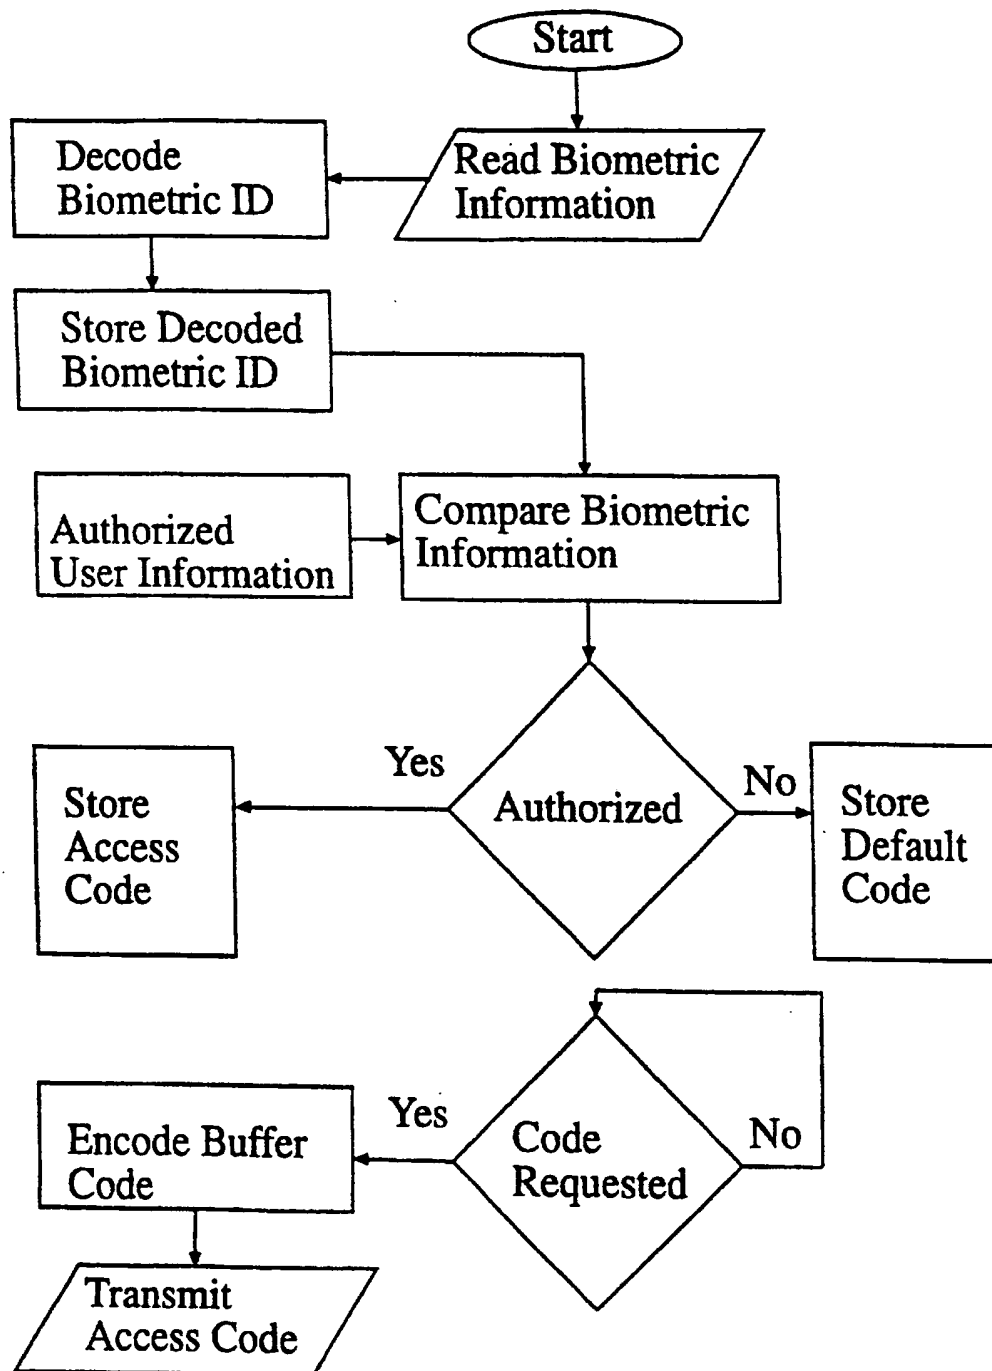 Start
Read Biometric
Information
Decode
Biometric ID
Store Decoded
Biometric ID
Authorized
User Information
Compare Biometric
Information
Yes
Authorized
No
Store
Access
Code
Store
Default
Code
Yes
Code
Requested
No
Encode Buffer
Code
Transmit
Access Code